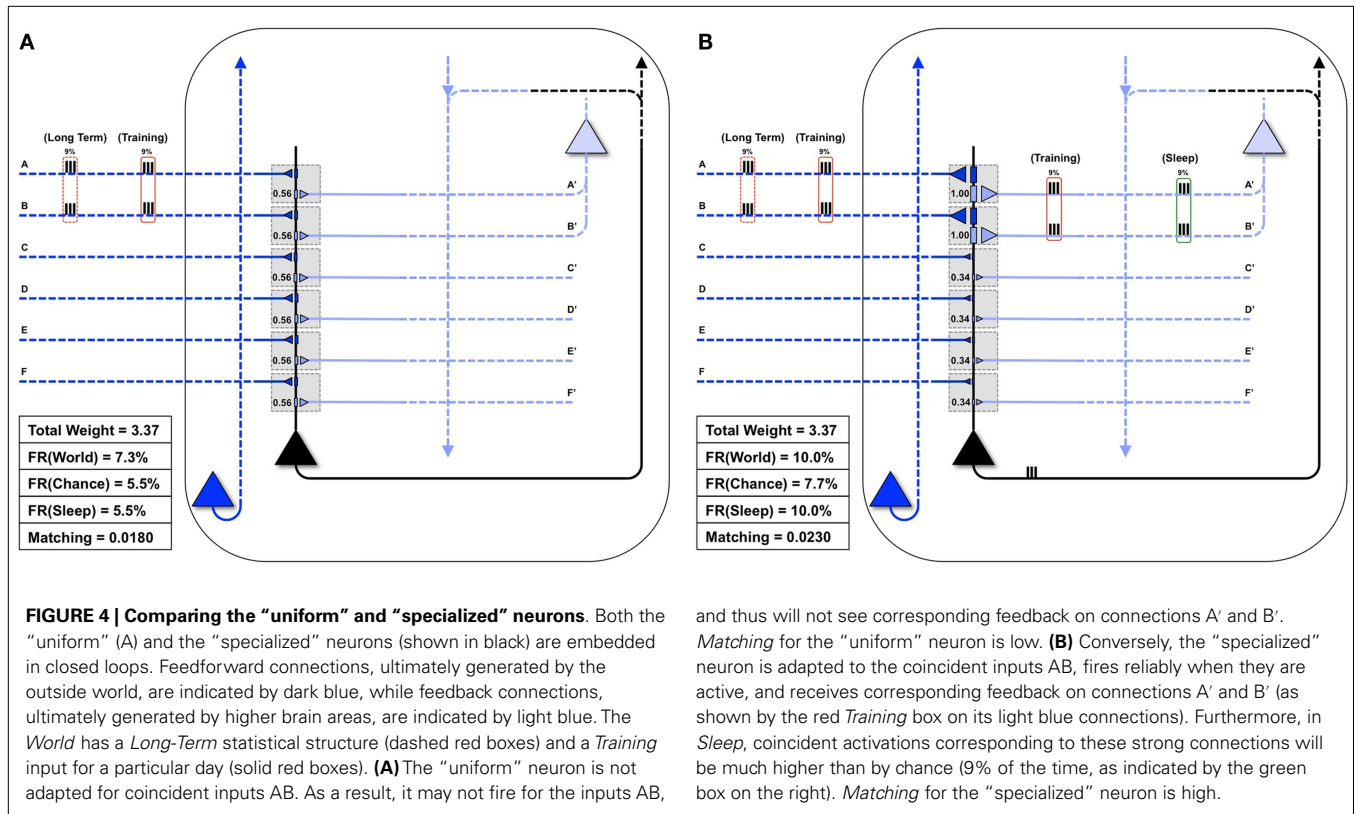 A
(Long Term) (Training)
9% 9%
A
B
C
D
E
F
0.56
0.56
0.56
0.56
0.56
0.56
A'
B'
C'
D'
E'
F'
Total Weight = 3.37
FR(World) = 7.3%
FR(Chance) = 5.5%
FR(Sleep) = 5.5%
Matching = 0.0180
B
(Long Term) (Training)
9% 9%
A
B
C
D
E
F
1.00
1.00
0.34
0.34
0.34
0.34
(Training) (Sleep)
9% 9%
A'
B'
C'
D'
E'
F'
Total Weight = 3.37
FR(World) = 10.0%
FR(Chance) = 7.7%
FR(Sleep) = 10.0%
Matching = 0.0230
FIGURE 4 | Comparing the “uniform” and “specialized” neurons. Both the
“uniform” (A) and the “specialized” neurons (shown in black) are embedded
in closed loops. Feedforward connections, ultimately generated by the
outside world, are indicated by dark blue, while feedback connections,
ultimately generated by higher brain areas, are indicated by light blue. The
World has a Long-Term statistical structure (dashed red boxes) and a Training
input for a particular day (solid red boxes). (A) The “uniform” neuron is not
adapted for coincident inputs AB. As a result, it may not fire for the inputs AB,
and thus will not see corresponding feedback on connections A′ and B′.
Matching for the “uniform” neuron is low. (B) Conversely, the “specialized”
neuron is adapted to the coincident inputs AB, fires reliably when they are
active, and receives corresponding feedback on connections A′ and B′ (as
shown by the red Training box on its light blue connections). Furthermore, in
Sleep, coincident activations corresponding to these strong connections will
be much higher than by chance (9% of the time, as indicated by the green
box on the right). Matching for the “specialized” neuron is high.